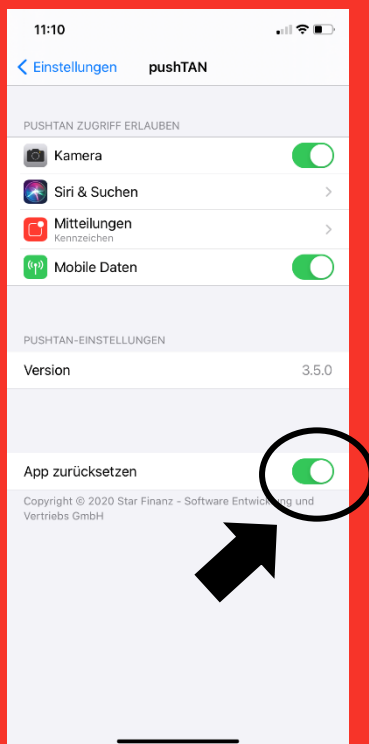 11:10
Einstellungen pushTAN
PUSHTAN ZUGRIFF ERLAUBEN
Kamera
Siri & Suchen
Mitteilungen
Kennzeichen
Mobile Daten
PUSHTAN-EINSTELLUNGEN
Version 3.5.0
App zurücksetzen
Copyright © 2020 Star Finanz - Software Entwicklung und
Vertriebs GmbH